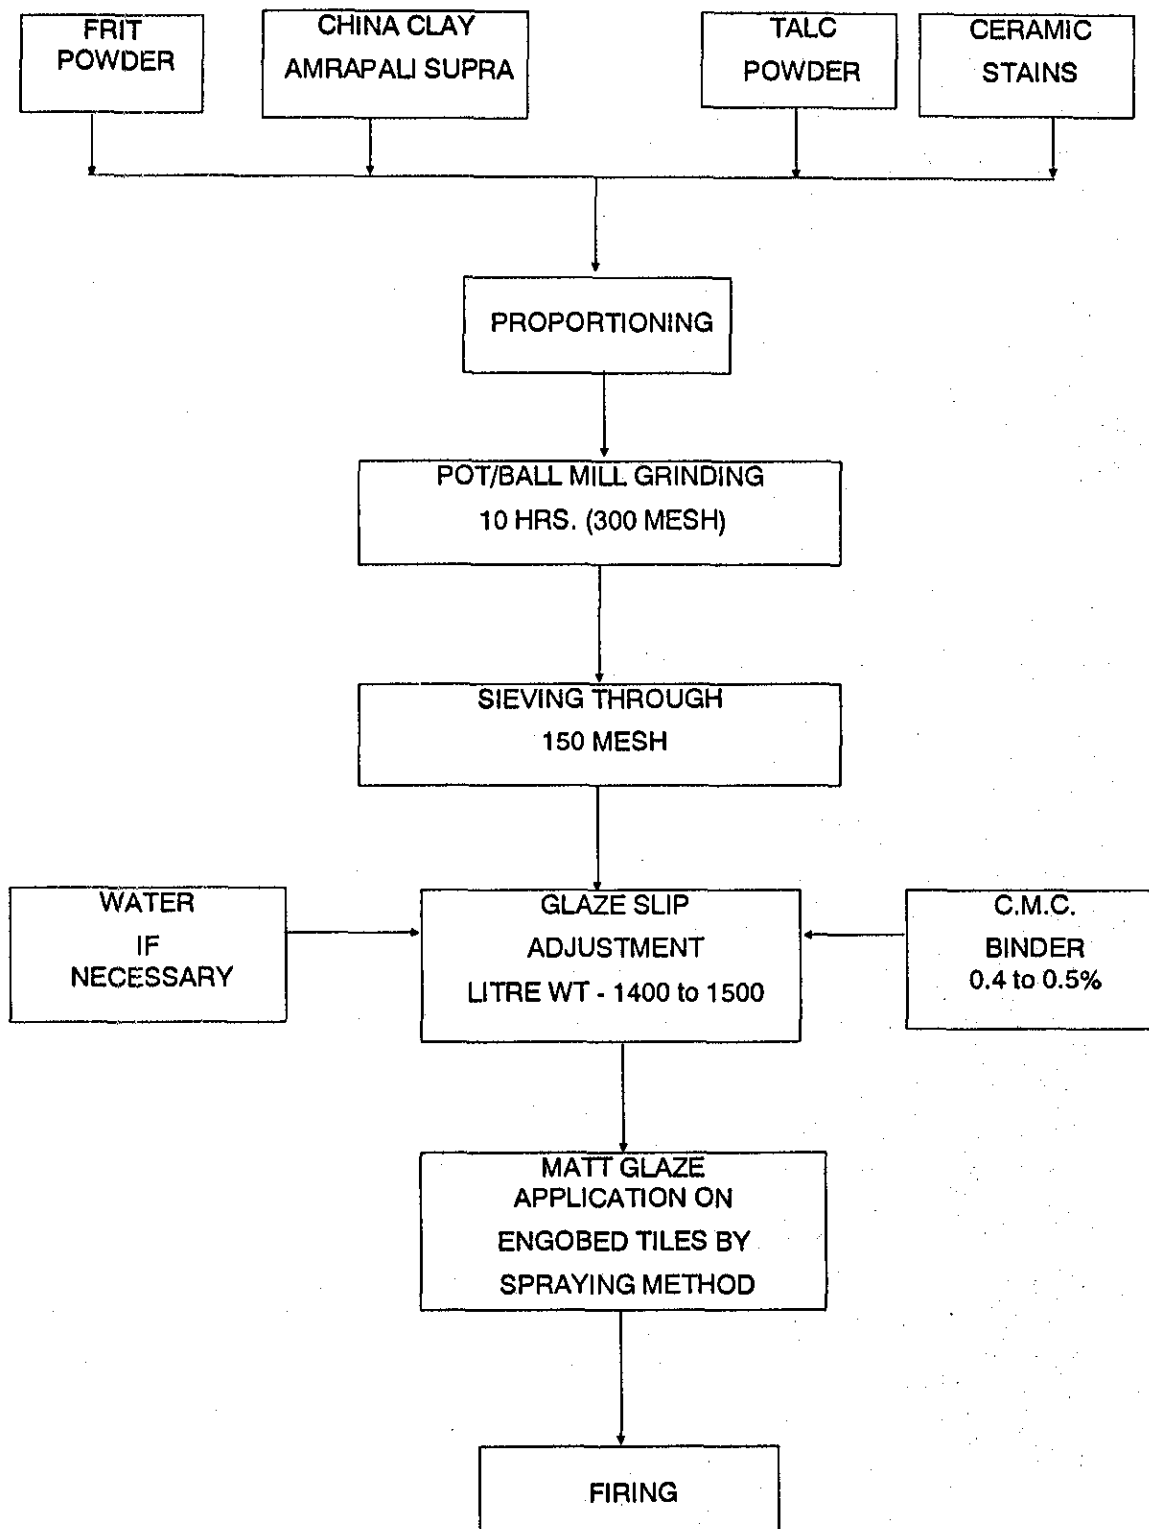 FRIT
POWDER
CHINA CLAY
AMRAPALI SUPRA
TALC
POWDER
CERAMIC
STAINS
PROPORTIONING
POT/BALL MILL GRINDING
10 HRS. (300 MESH)
SIEVING THROUGH
150 MESH
WATER
IF
NECESSARY
GLAZE SLIP
ADJUSTMENT
LITRE WT - 1400 to 1500
C.M.C.
BINDER
0.4 to 0.5%
MATT GLAZE
APPLICATION ON
ENGOBED TILES BY
SPRAYING METHOD
FIRING